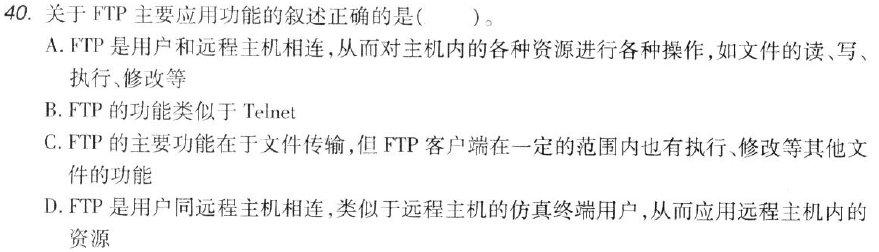 40. 关于 FTP 主要应用功能的叙述正确的是(　　)。
A. FTP 是用户和远程主机相连,从而对主机内的各种资源进行各种操作,如文件的读、写、
执行、修改等
B. FTP 的功能类似于 Telnet
C. FTP 的主要功能在于文件传输,但 FTP 客户端在一定的范围内也有执行、修改等其他文
件的功能
D. FTP 是用户同远程主机相连,类似于远程主机的仿真终端用户,从而应用远程主机内的
资源